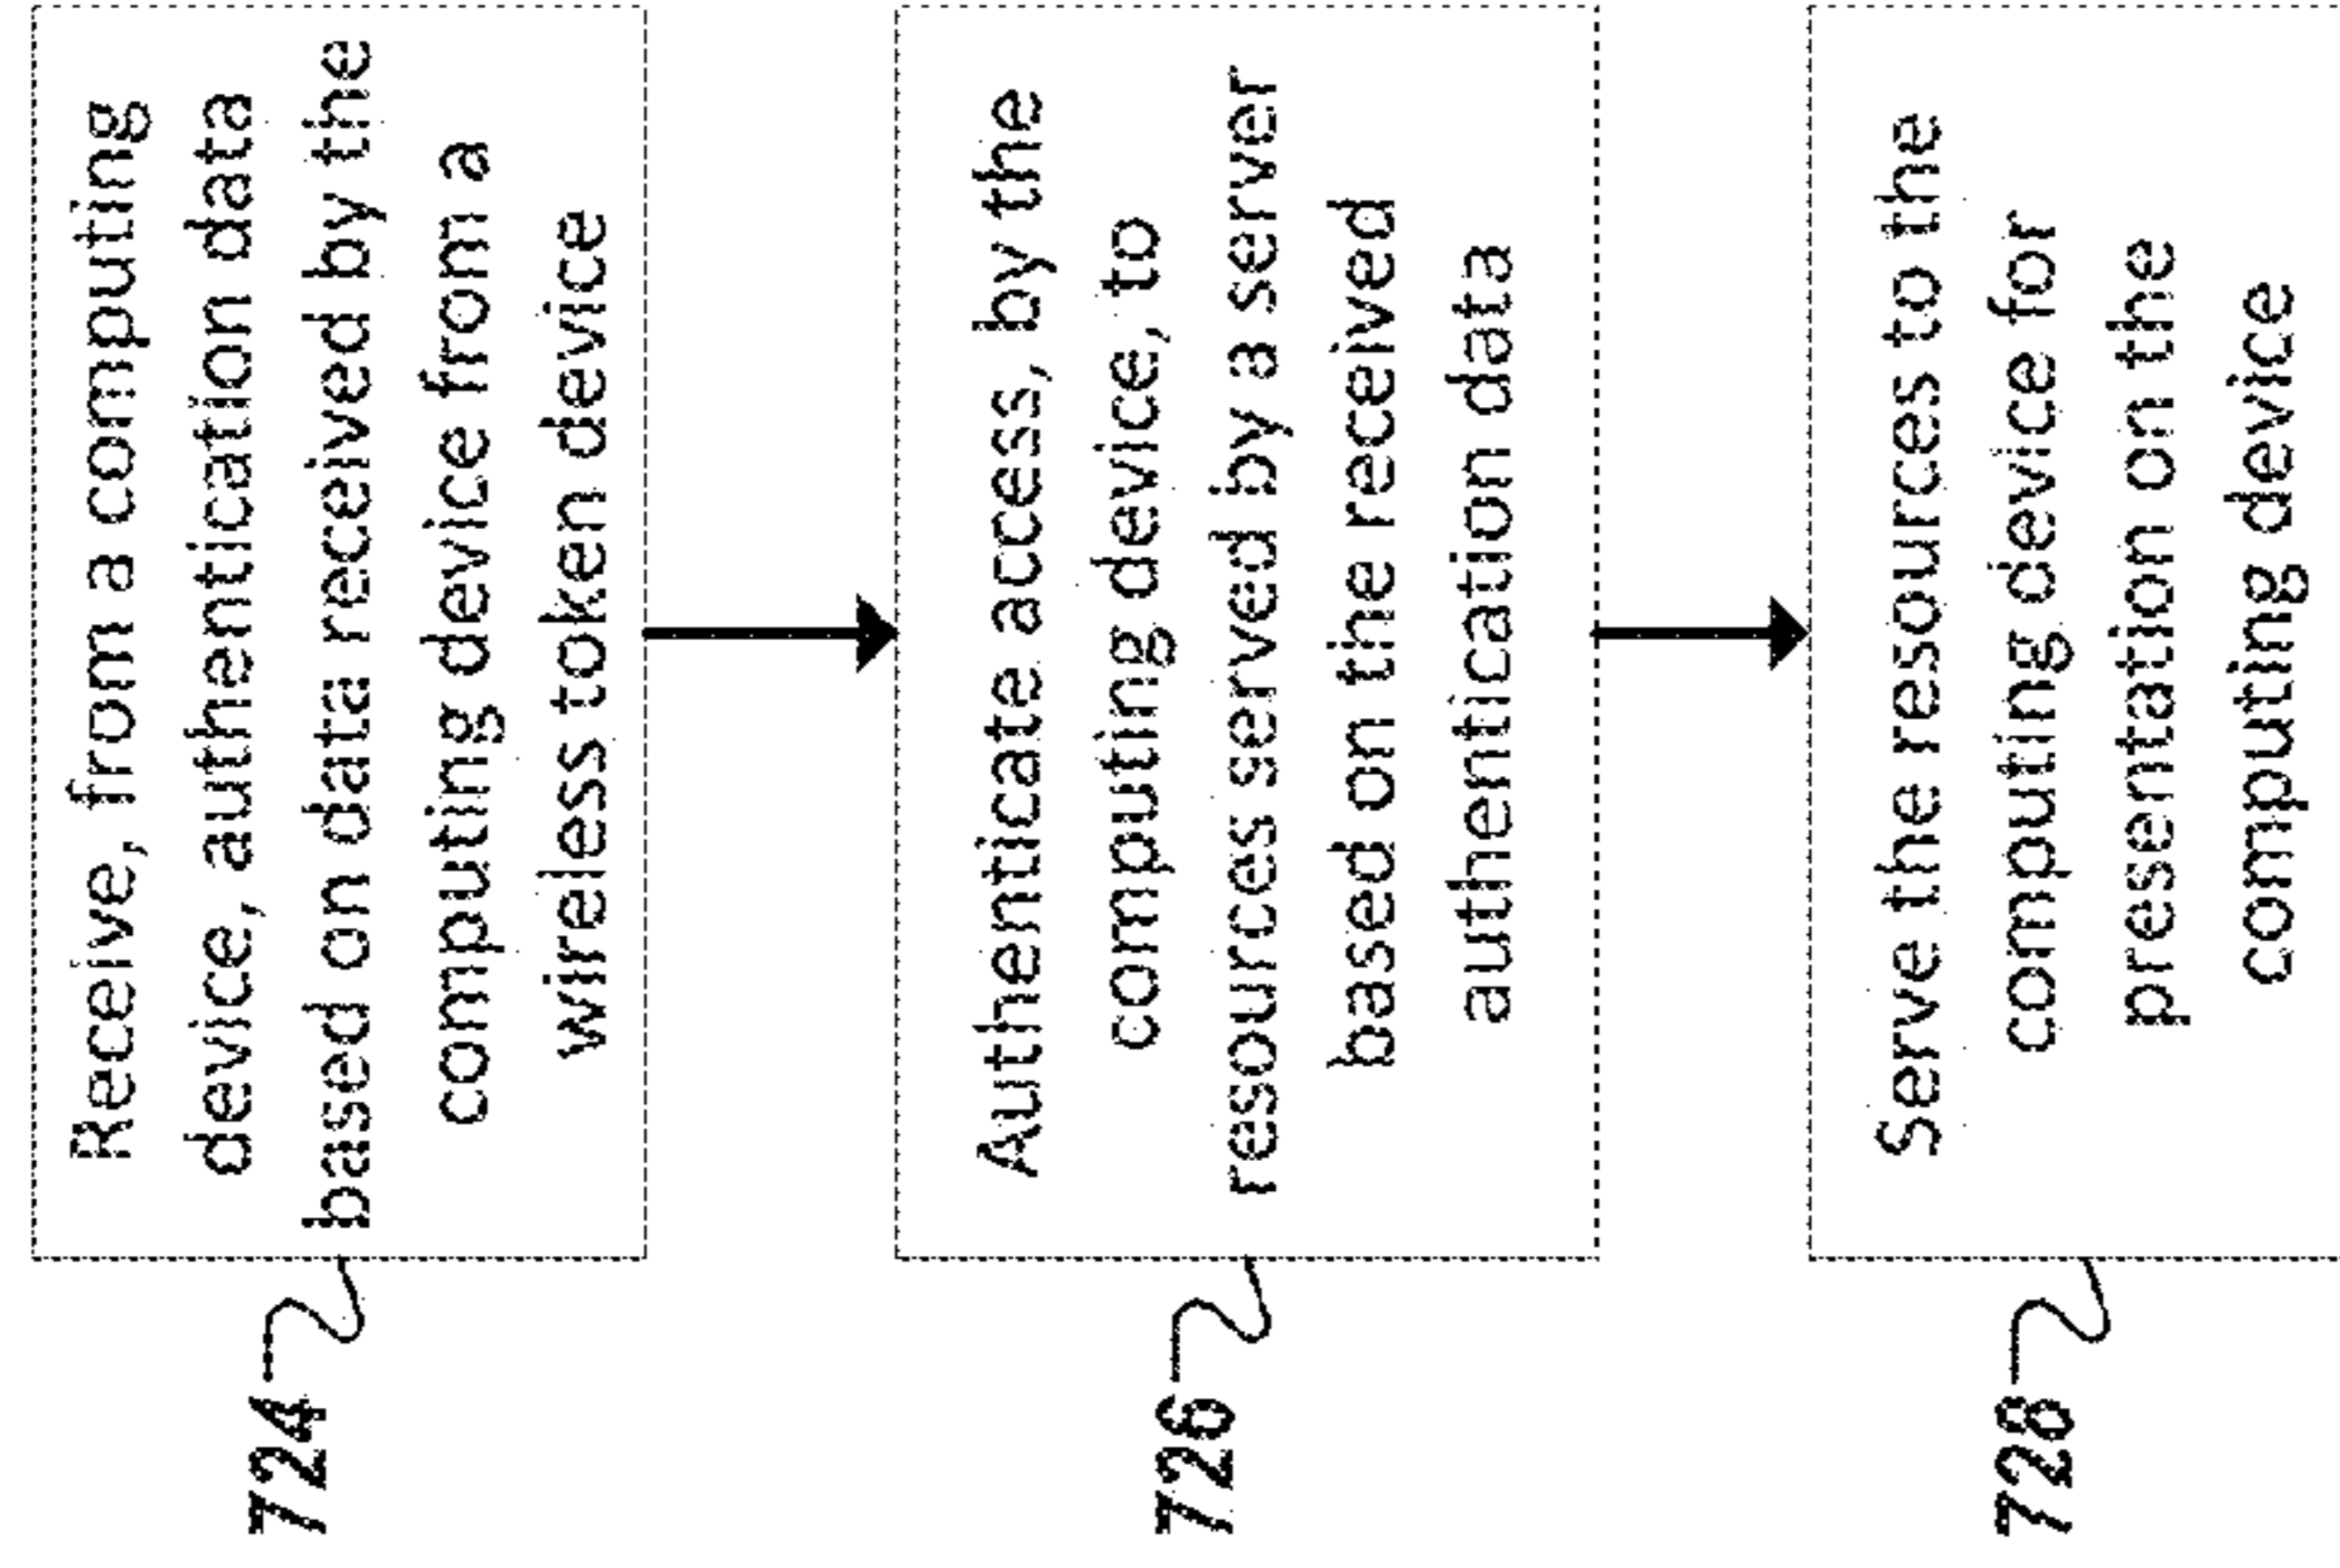 724
Receive, from a computing
device, authentication data
based on data received by the
computing device from a
wireless token device
726
Authenticate access, by the
computing device, to
resources served by a server
based on the received
authentication data
728
Serve the resources to the
computing device for
presentation on the
computing device